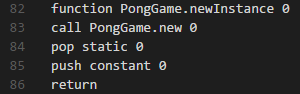 82 function PongGame.newInstance 0
83 call PongGame.new 0
84 pop static 0
85 push constant 0
86 return